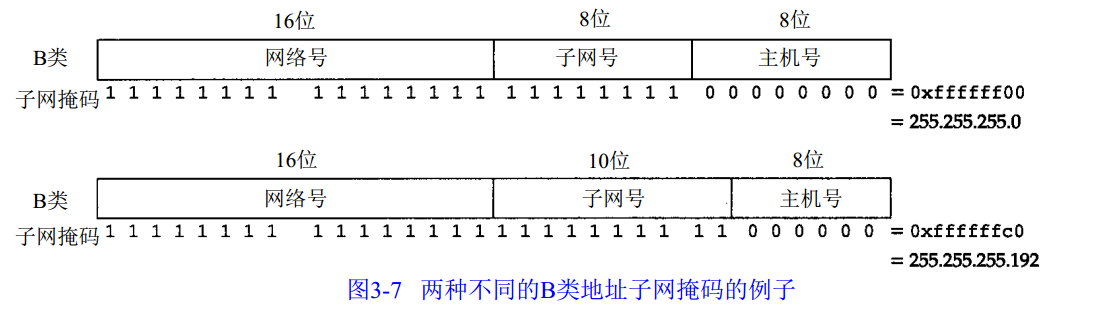 16位 8位 8位
B类 网络号 子网号 主机号
子网掩码 1 1 1 1 1 1 1 1 1 1 1 1 1 1 1 1 1 1 1 1 1 1 1 1 0 0 0 0 0 0 0 0 = 0xffffff00
= 255.255.255.0
16位 10位 8位
B类 网络号 子网号 主机号
子网掩码 1 1 1 1 1 1 1 1 1 1 1 1 1 1 1 1 1 1 1 1 1 1 1 1 1 1 0 0 0 0 0 0 = 0xffffffc0
= 255.255.255.192
图3-7 两种不同的B类地址子网掩码的例子